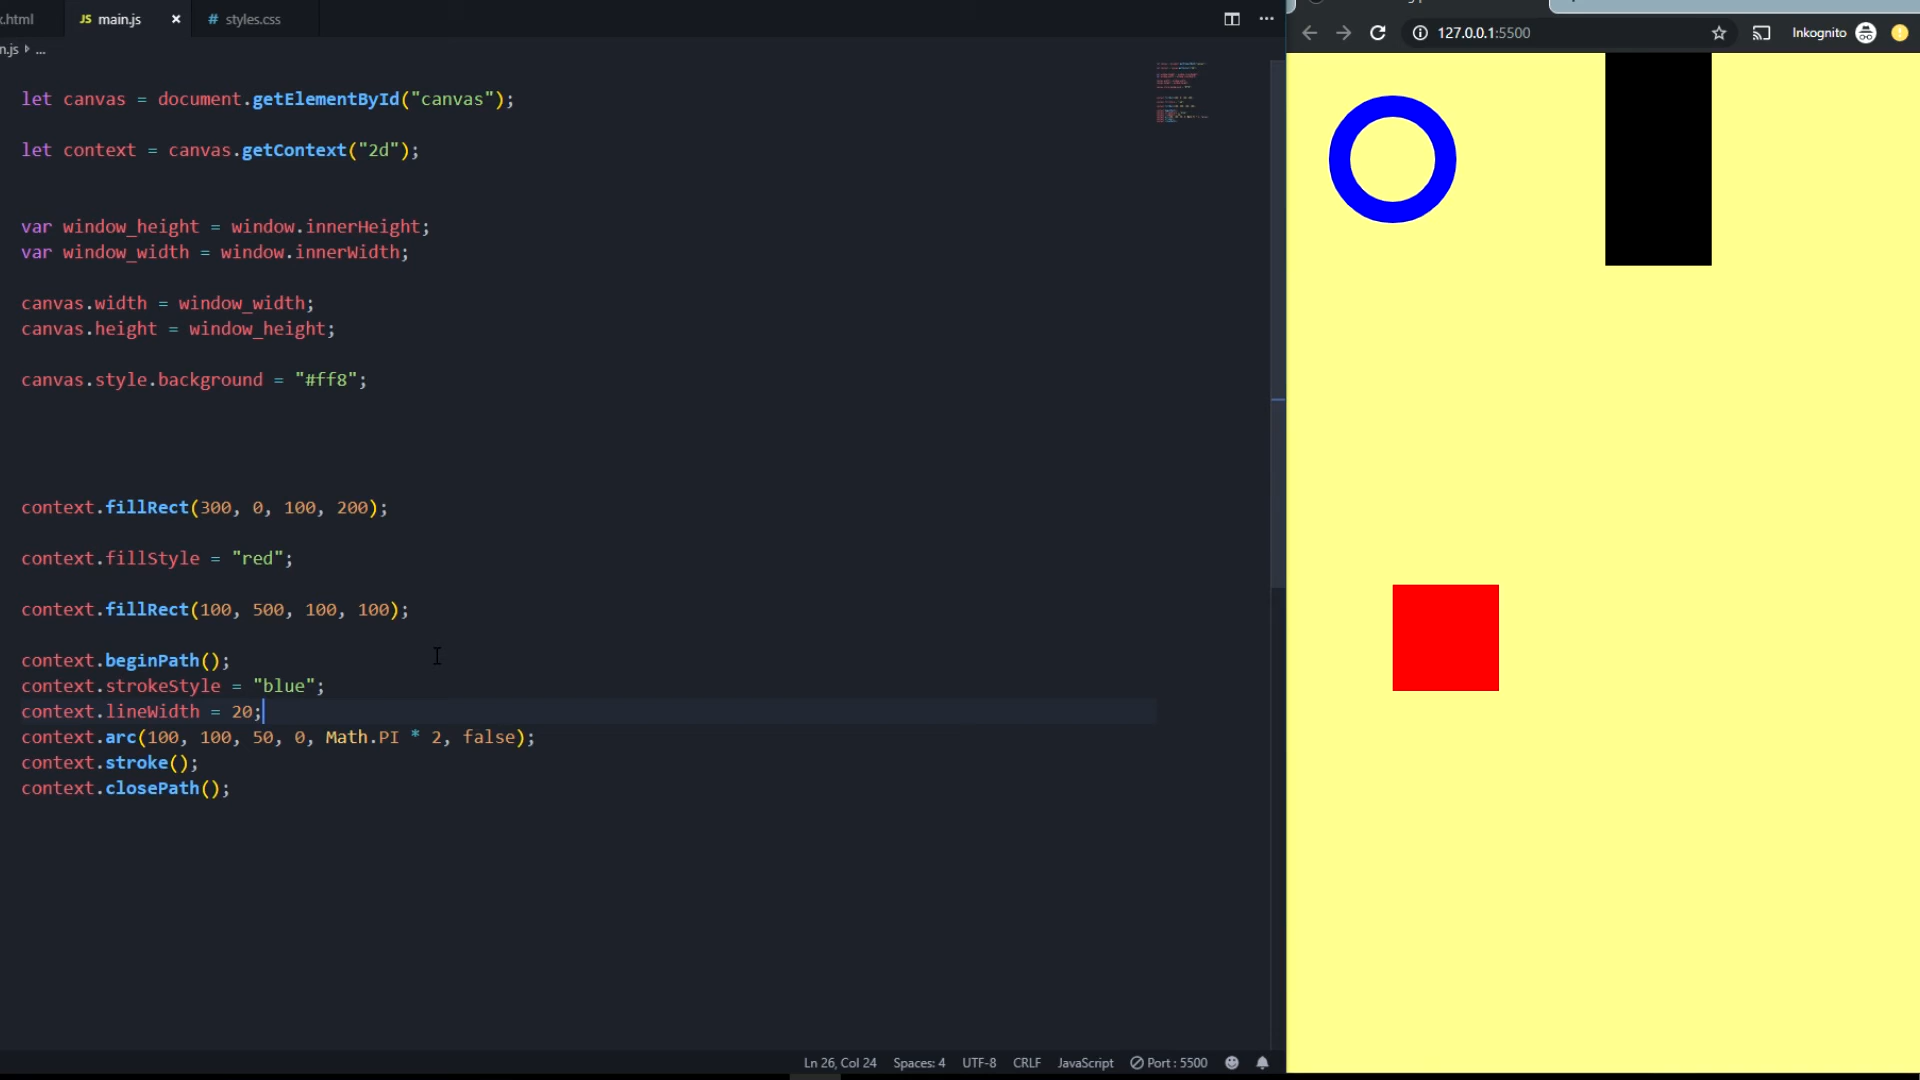 x.html JS main.js × # styles.css
n.js ...
let canvas = document.getElementById("canvas");
let context = canvas.getContext("2d");
var window_height = window.innerHeight;
var window_width = window.innerWidth;
canvas.width = window_width;
canvas.height = window_height;
canvas.style.background = "#ff8";
context.fillRect(300, 0, 100, 200);
context.fillStyle = "red";
context.fillRect(100, 500, 100, 100);
context.beginPath();
context.strokeStyle = "blue";
context.lineWidth = 20;
context.arc(100, 100, 50, 0, Math.PI * 2, false);
context.stroke();
context.closePath();
Ln 26, Col 24 Spaces: 4 UTF-8 CRLF JavaScript Port : 5500
127.0.0.1:5500 Inkognito